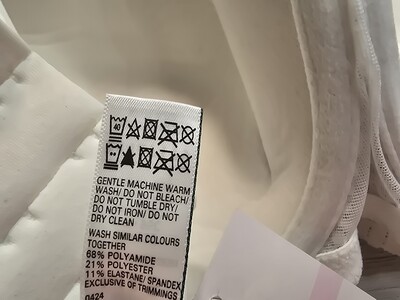 40
GENTLE MACHINE WARM
WASH/ DO NOT BLEACH/
DO NOT TUMBLE DRY/
DO NOT IRON/ DO NOT
DRY CLEAN
WASH SIMILAR COLOURS
TOGETHER
68% POLYAMIDE
21% POLYESTER
11% ELASTANE/ SPANDEX
EXCLUSIVE OF TRIMMINGS
0424